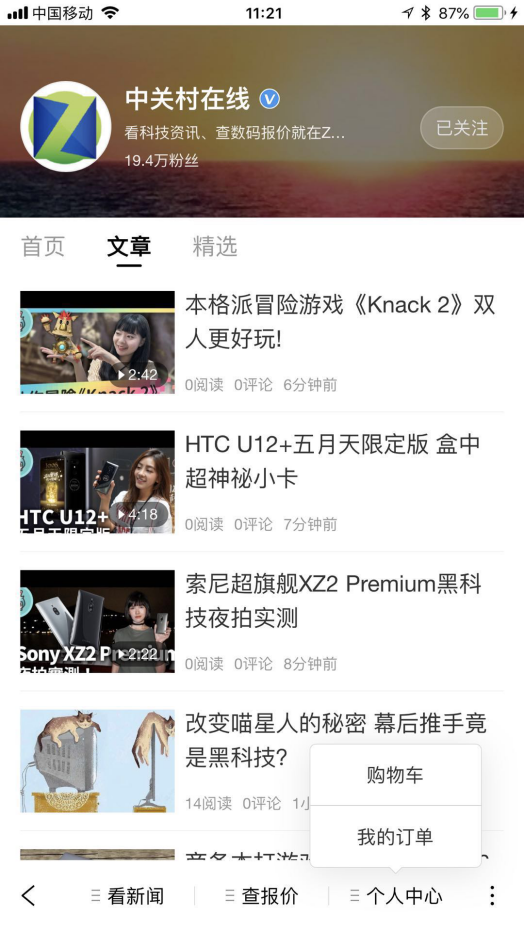 中国移动
11:21
87%
中关村在线
看科技资讯、查数码报价就在Z...
19.4万粉丝
已关注
首页
文章
精选
本格派冒险游戏《Knack 2》双
人更好玩!
0阅读 0评论 6分钟前
2:42
HTC U12+五月天限定版 盒中
超神祕小卡
0阅读 0评论 7分钟前
HTC U12+
4:18
索尼超旗舰XZ2 Premium黑科
技夜拍实测
0阅读 0评论 8分钟前
Sony XZ2 Premium
2:22
改变喵星人的秘密 幕后推手竟
是黑科技?
14阅读 0评论 1小
购物车
我的订单
看新闻
查报价
个人中心